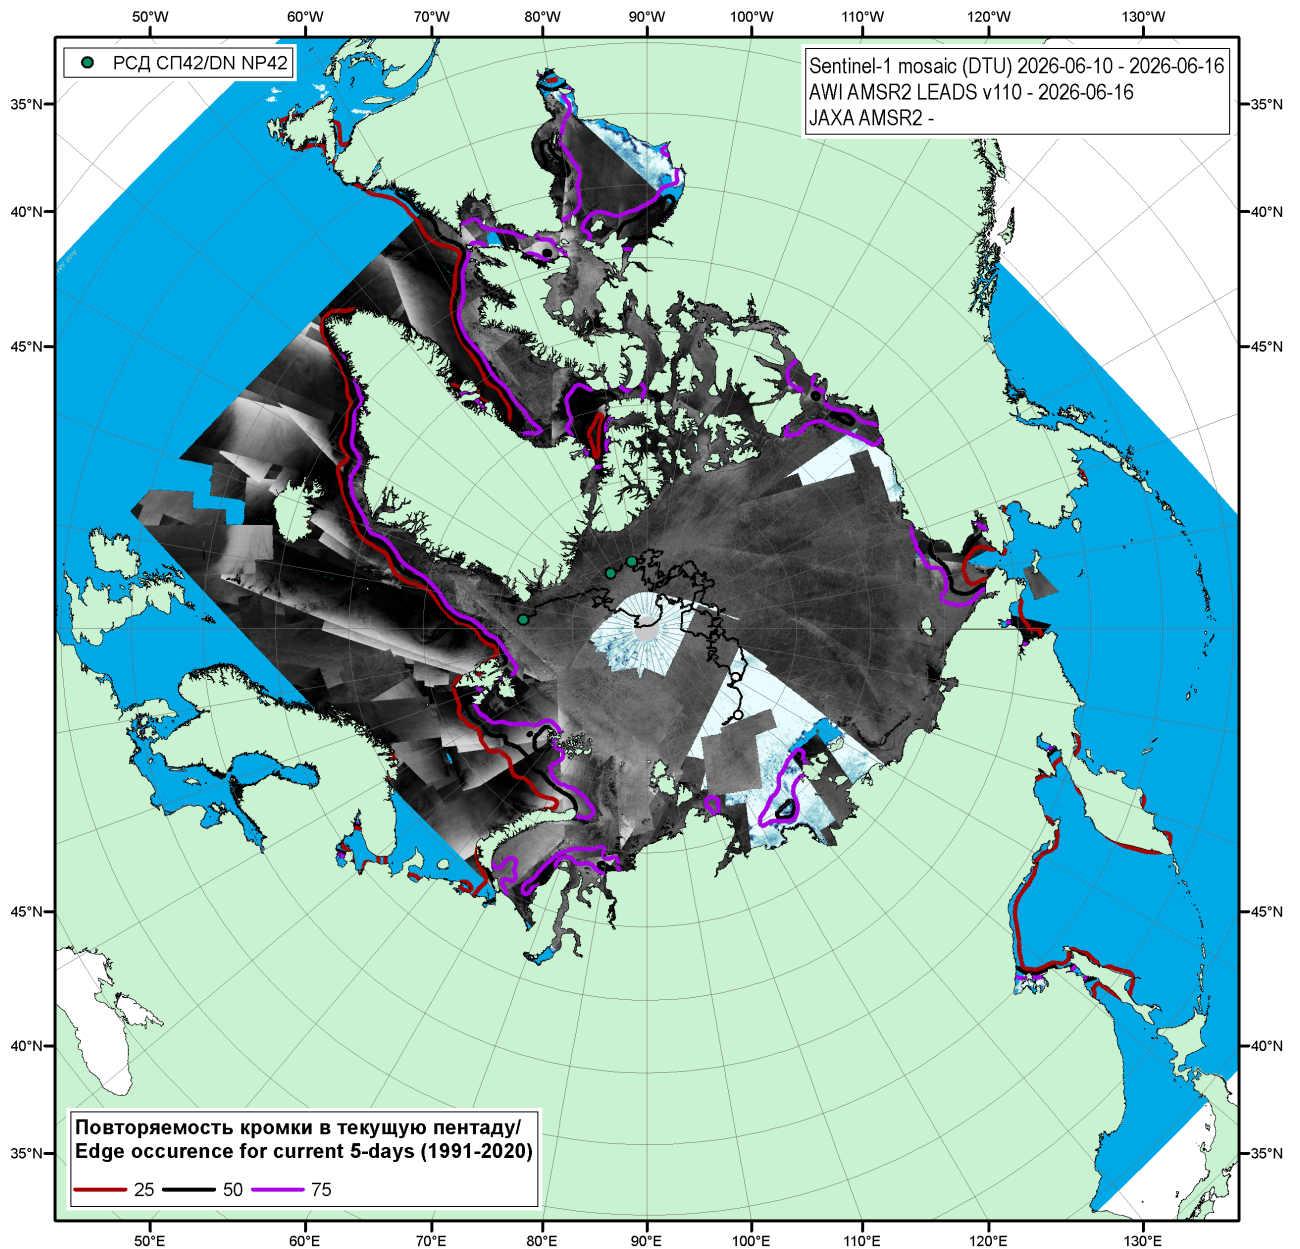 50°W 60°W 70°W 80°W 90°W 100°W 110°W 120°W 130°W
РСД СП42/DN NP42
Sentinel-1 mosaic (DTU) 2026-06-10 - 2026-06-16
AWI AMSR2 LEADS v110 - 2026-06-16
JAXA AMSR2 -
35°N 35°N
40°N 40°N
45°N 45°N
45°N 45°N
40°N 40°N
35°N 35°N
Повторяемость кромки в текущую пентаду/
Edge occurence for current 5-days (1991-2020)
25 50 75
50°E 60°E 70°E 80°E 90°E 100°E 110°E 120°E 130°E